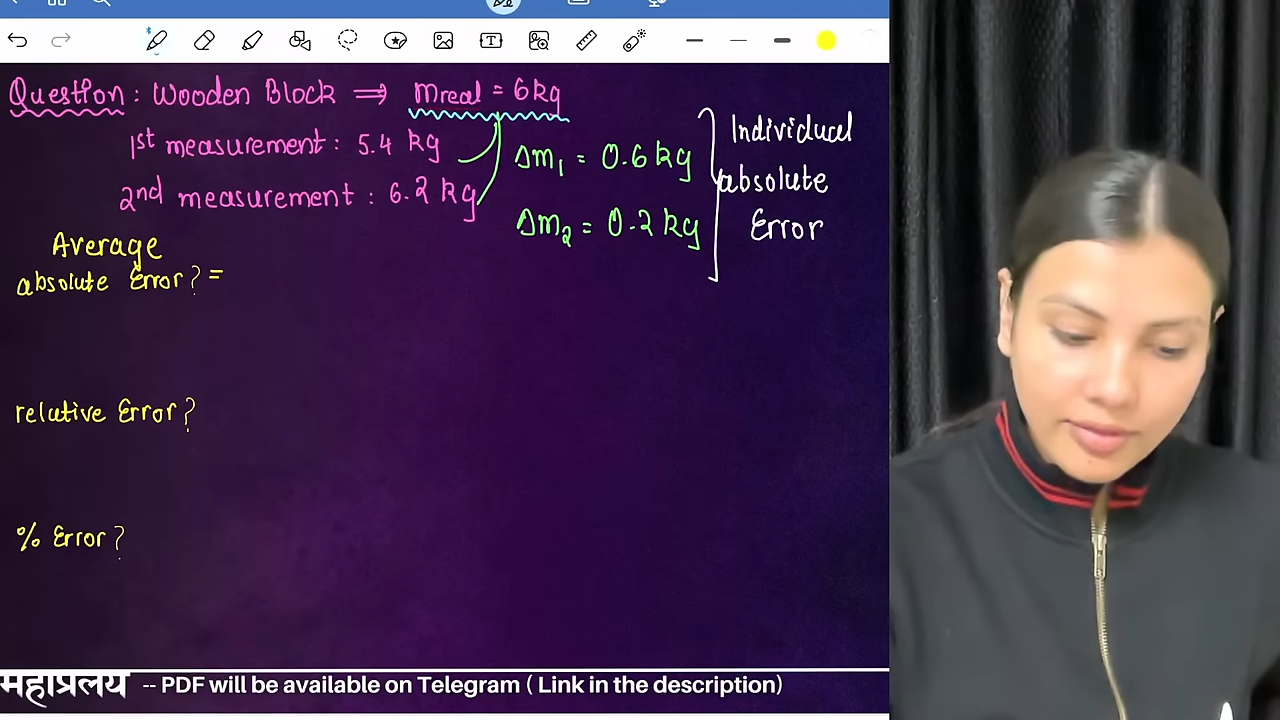 Question: Wooden Block ⟹ mreal = 6kg
1st measurement: 5.4 kg
2nd measurement: 6.2 kg
Δm₁ = 0.6 kg
Δm₂ = 0.2 kg
Individual
absolute
Error
Average
absolute Error? =
relative Error?
% Error?
महाप्रलय -- PDF will be available on Telegram ( Link in the description)